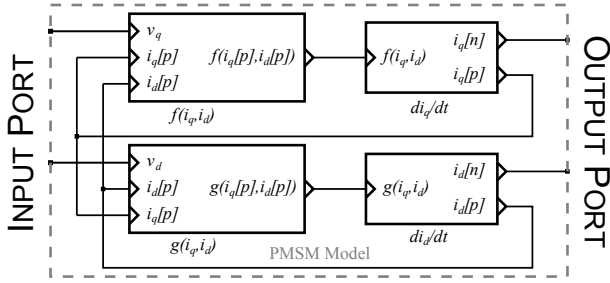 INPUT PORT
v_q
i_q[p]
i_d[p]
f(i_q[p],i_d[p])
f(i_q,i_d)
f(i_q,i_d)
i_q[n]
i_q[p]
di_q/dt
v_d
i_d[p]
i_q[p]
g(i_q[p],i_d[p])
g(i_q,i_d)
g(i_q,i_d)
i_d[n]
i_d[p]
di_d/dt
PMSM Model
OUTPUT PORT